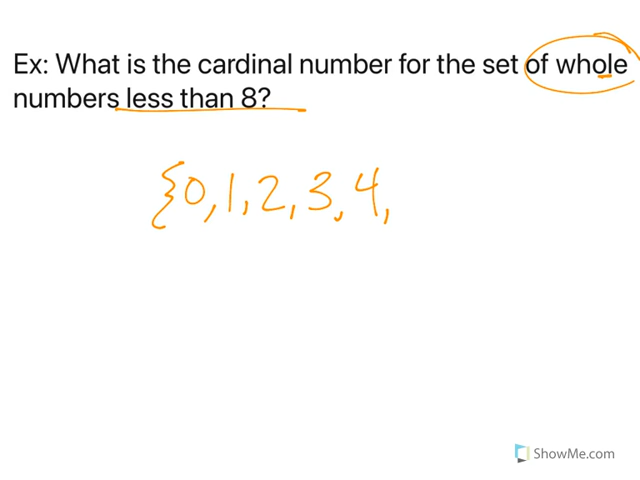 Ex: What is the cardinal number for the set of whole
numbers less than 8?
{0, 1, 2, 3, 4,
ShowMe.com